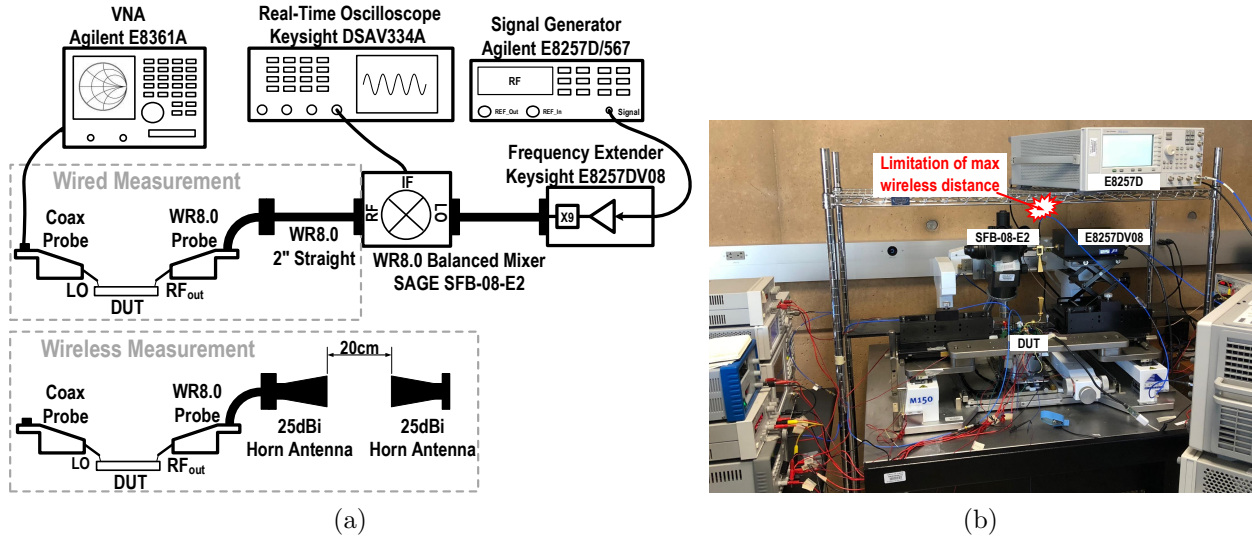 VNA
Agilent E8361A
Real-Time Oscilloscope
Keysight DSAV334A
Signal Generator
Agilent E8257D/567
RF
REF_Out
REF_In
Signal
Wired Measurement
Coax
Probe
WR8.0
Probe
LO
DUT
RFout
WR8.0
2" Straight
IF
RF
LO
WR8.0 Balanced Mixer
SAGE SFB-08-E2
Frequency Extender
Keysight E8257DV08
X9
Wireless Measurement
20cm
Coax
Probe
WR8.0
Probe
LO
DUT
RFout
25dBi
Horn Antenna
25dBi
Horn Antenna
(a)
Limitation of max
wireless distance
E8257D
SFB-08-E2
E8257DV08
DUT
M150
(b)